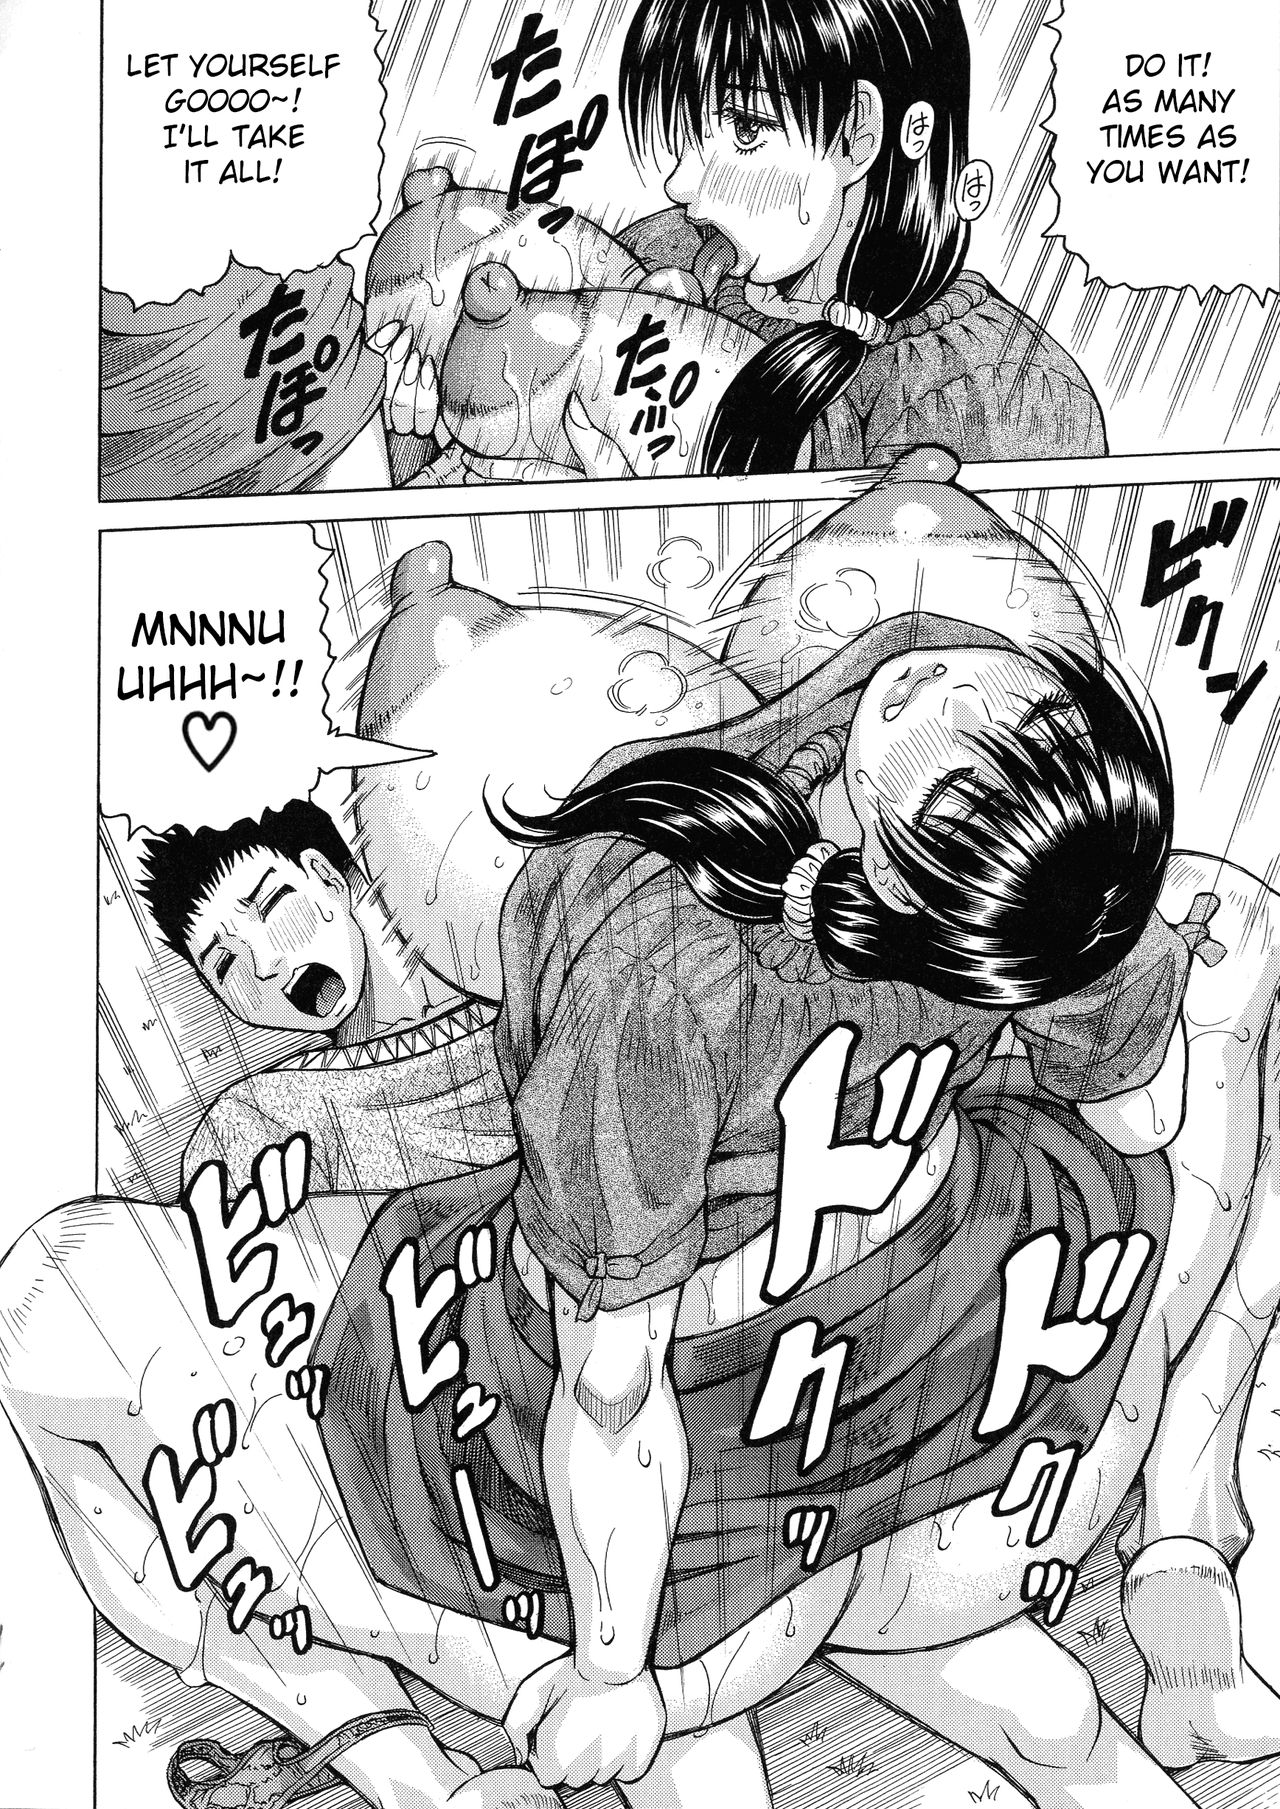 DO IT!
AS MANY
TIMES AS
YOU WANT!
はっ
はっ
たぽっ
LET YOURSELF
GOOOO~!
I'LL TAKE
IT ALL!
たぷっ
たぽっ
ビクン
MNNNU
UHHH~!!
♡
ドクッ
ドクッ
ビューッ
ビュッ
ビュッ